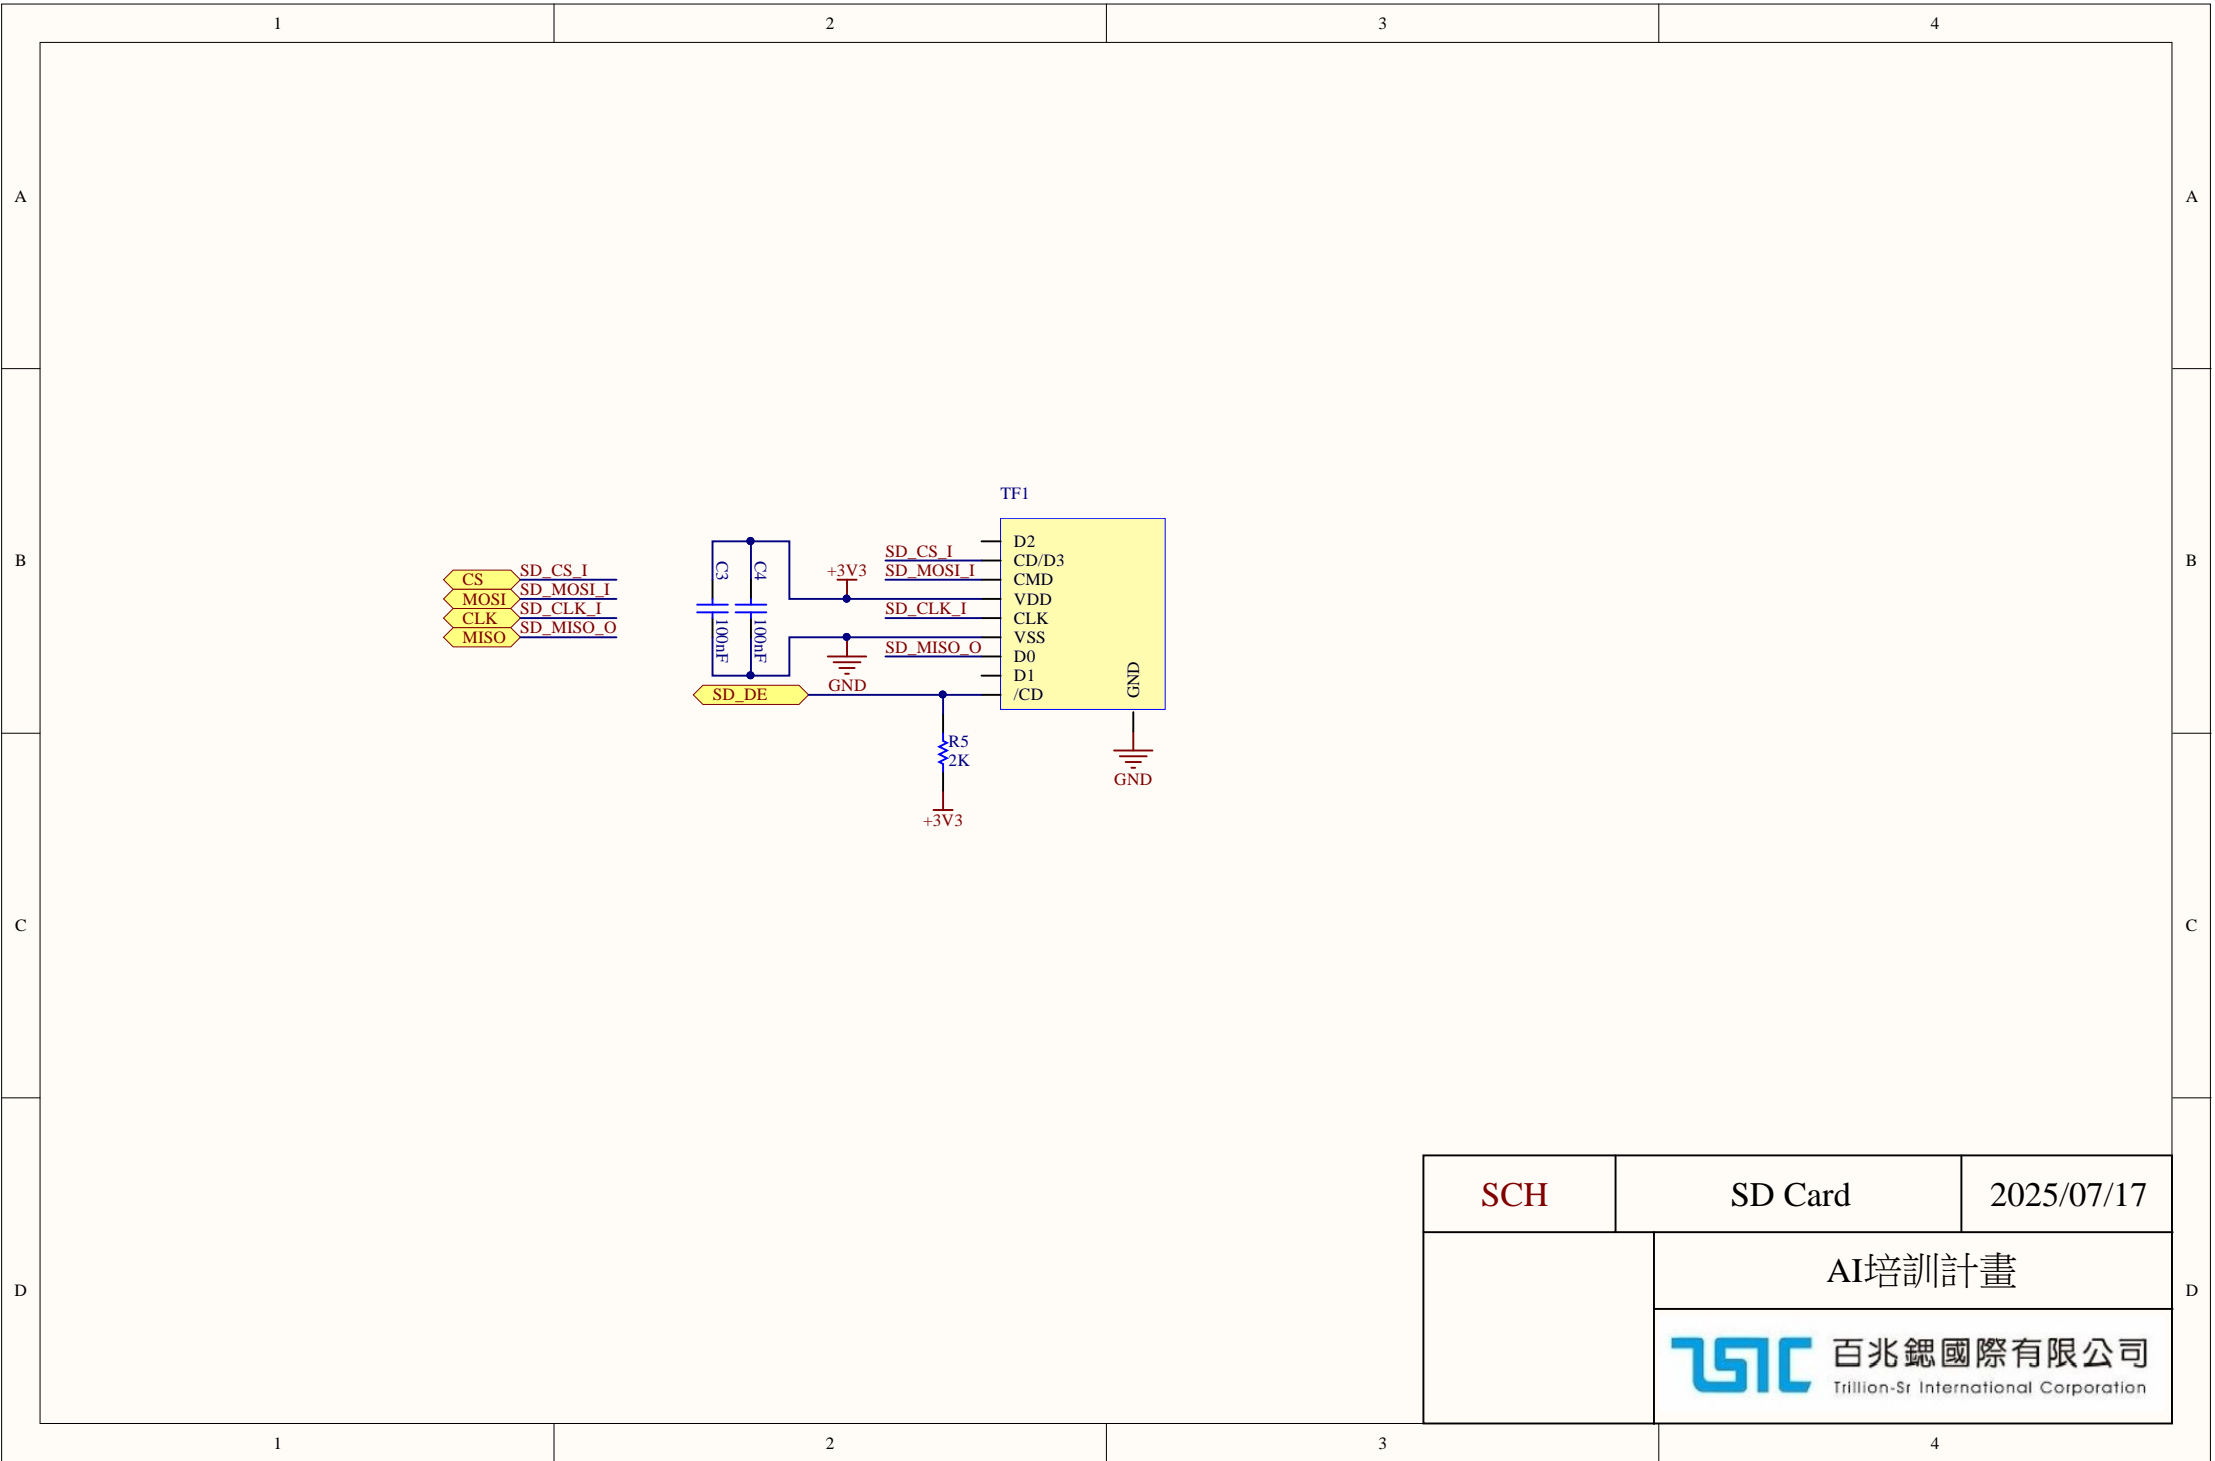 1 2 3 4
A A
B B
C C
D D
TF1
D2
CD/D3
CMD
VDD
CLK
VSS
D0
D1
/CD
GND
SD_CS_I
SD_MOSI_I
+3V3
SD_CLK_I
SD_MISO_O
GND
C3
C4
100nF
100nF
CS SD_CS_I
MOSI SD_MOSI_I
CLK SD_CLK_I
MISO SD_MISO_O
SD_DE
R5
2K
+3V3
GND
SCH SD Card 2025/07/17
AI培訓計畫
TSTC 百兆鍶國際有限公司
Trillion-Sr International Corporation
1 2 3 4